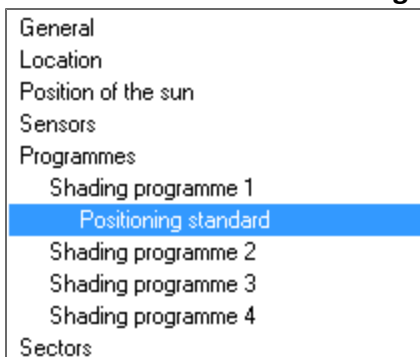 General
Location
Position of the sun
Sensors
Programmes
Shading programme 1
Positioning standard
Shading programme 2
Shading programme 3
Shading programme 4
Sectors